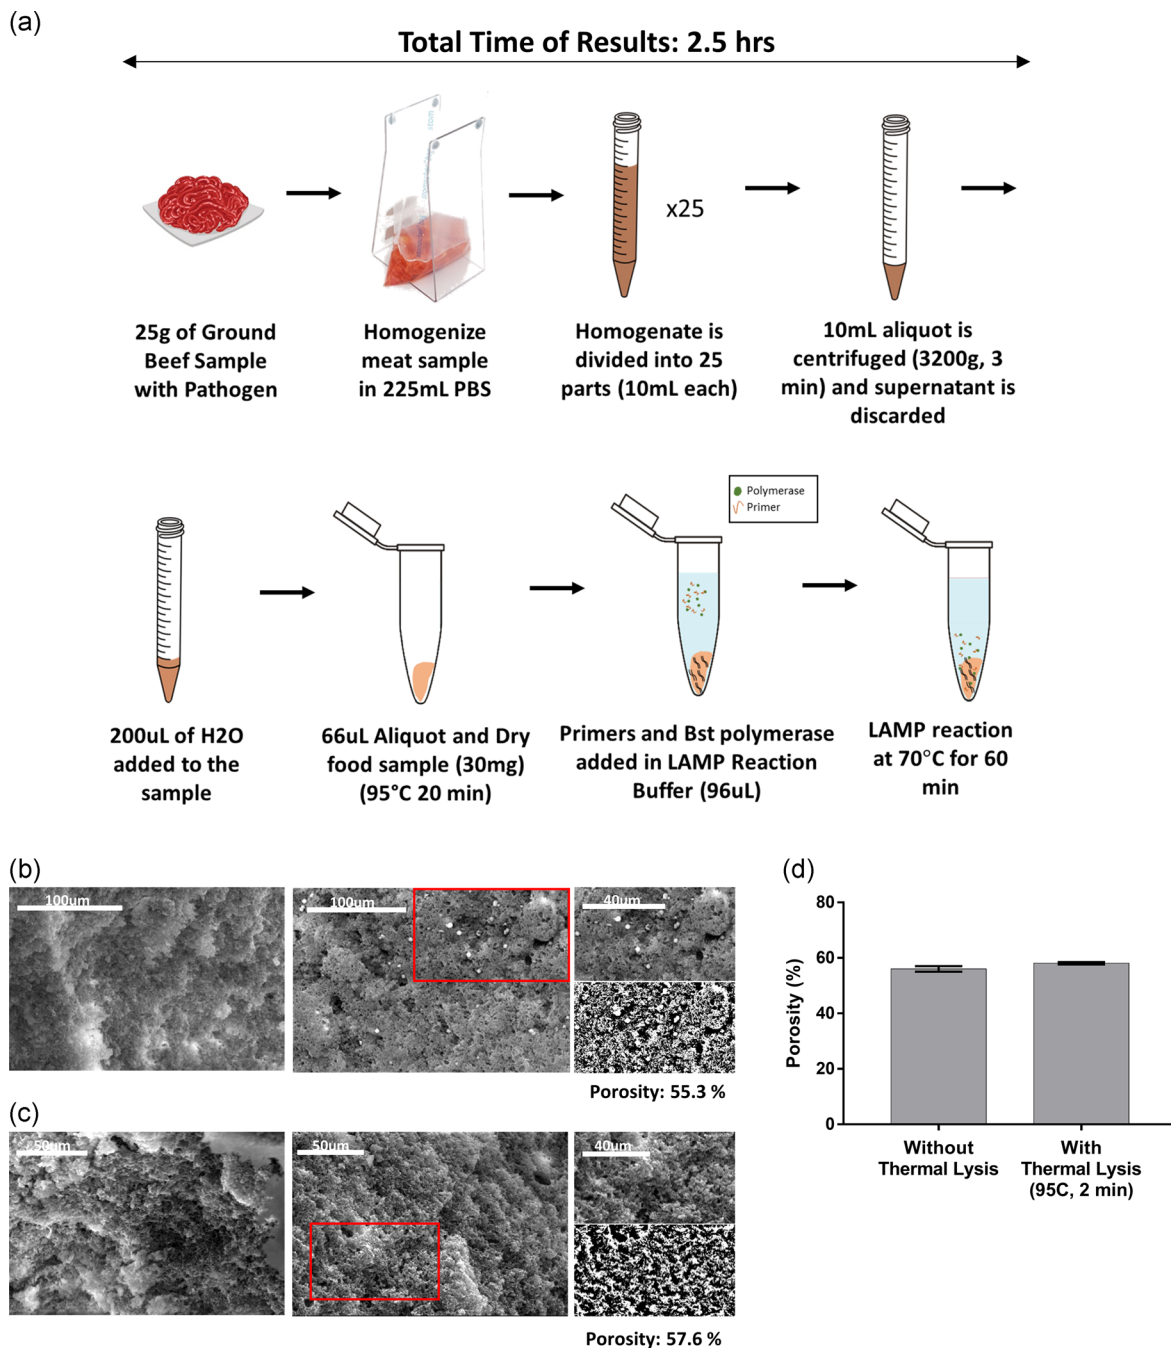 (a)
Total Time of Results: 2.5 hrs
x25
25g of Ground
Beef Sample
with Pathogen
Homogenize
meat sample
in 225mL PBS
Homogenate is
divided into 25
parts (10mL each)
10mL aliquot is
centrifuged (3200g, 3
min) and supernatant is
discarded
Polymerase
Primer
200uL of H2O
added to the
sample
66uL Aliquot and Dry
food sample (30mg)
(95°C 20 min)
Primers and Bst polymerase
added in LAMP Reaction
Buffer (96uL)
LAMP reaction
at 70°C for 60
min
(b)
100um
100um
40um
Porosity: 55.3 %
(c)
50um
50um
40um
Porosity: 57.6 %
(d)
Porosity (%)
80
60
40
20
0
Without
Thermal Lysis
With
Thermal Lysis
(95C, 2 min)